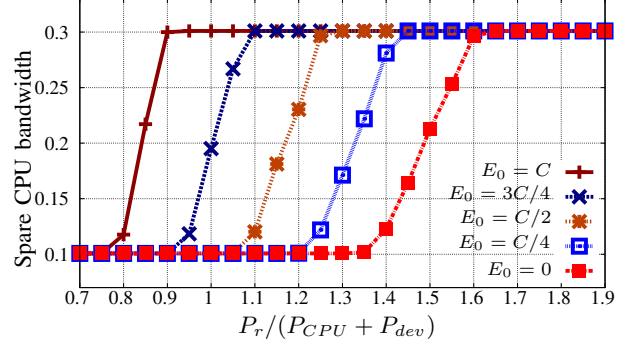 Spare CPU bandwidth
0.3
0.25
0.2
0.15
0.1
0.7 0.8 0.9 1 1.1 1.2 1.3 1.4 1.5 1.6 1.7 1.8 1.9
P_r/(P_{CPU} + P_{dev})
E_0 = C
E_0 = 3C/4
E_0 = C/2
E_0 = C/4
E_0 = 0